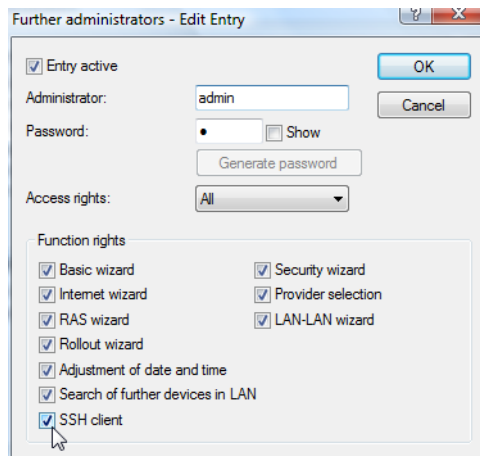 Further administrators - Edit Entry
Entry active
OK
Administrator: admin
Cancel
Password: ● Show
Generate password
Access rights: All
Function rights
Basic wizard Security wizard
Internet wizard Provider selection
RAS wizard LAN-LAN wizard
Rollout wizard
Adjustment of date and time
Search of further devices in LAN
SSH client